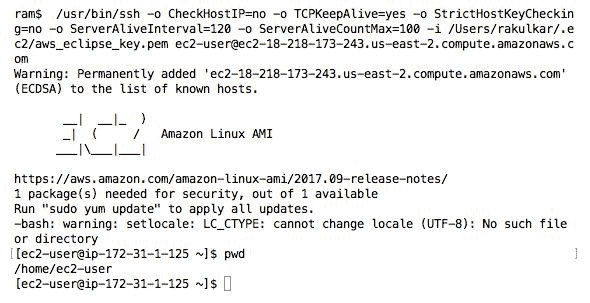 ram$  /usr/bin/ssh -o CheckHostIP=no -o TCPKeepAlive=yes -o StrictHostKeyCheckin
g=no -o ServerAliveInterval=120 -o ServerAliveCountMax=100 -i /Users/rakulkar/.e
c2/aws_eclipse_key.pem ec2-user@ec2-18-218-173-243.us-east-2.compute.amazonaws.c
om
Warning: Permanently added 'ec2-18-218-173-243.us-east-2.compute.amazonaws.com'
(ECDSA) to the list of known hosts.

       __|  __|_  )
       _|  (     /   Amazon Linux AMI
      ___|\___|___|

https://aws.amazon.com/amazon-linux-ami/2017.09-release-notes/
1 package(s) needed for security, out of 1 available
Run "sudo yum update" to apply all updates.
-bash: warning: setlocale: LC_CTYPE: cannot change locale (UTF-8): No such file
or directory
[[ec2-user@ip-172-31-1-125 ~]$ pwd ]
/home/ec2-user
[ec2-user@ip-172-31-1-125 ~]$